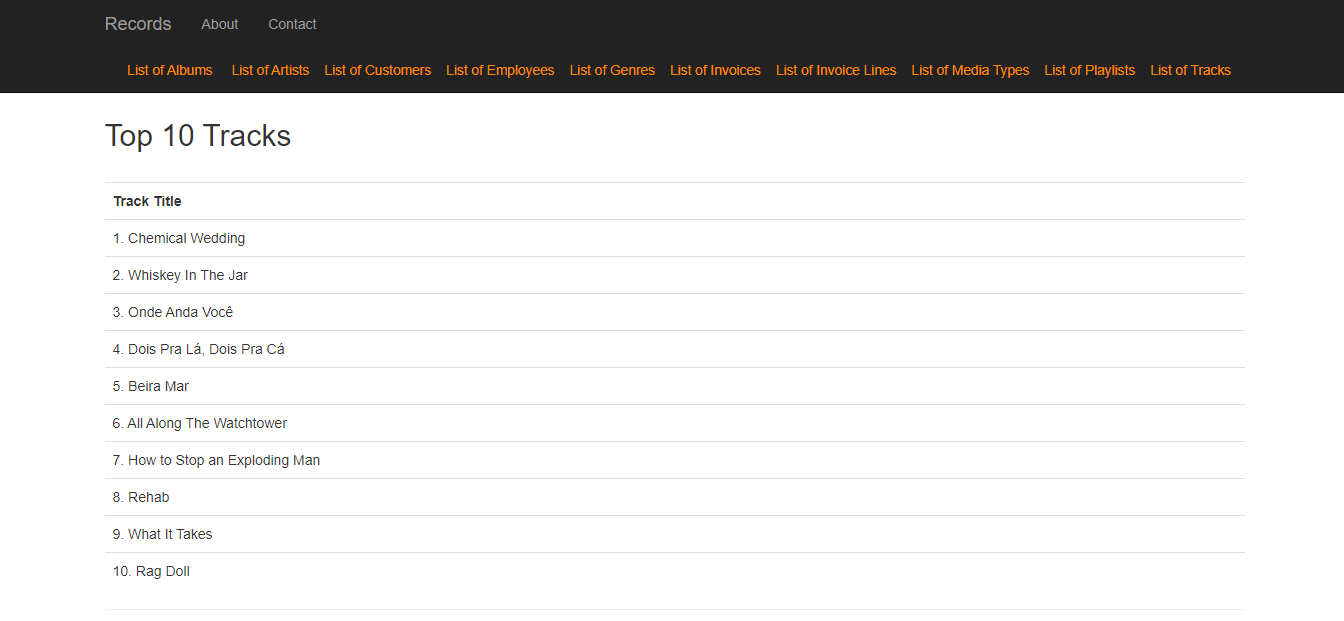 Records About Contact
List of Albums List of Artists List of Customers List of Employees List of Genres List of Invoices List of Invoice Lines List of Media Types List of Playlists List of Tracks
Top 10 Tracks
Track Title
1. Chemical Wedding
2. Whiskey In The Jar
3. Onde Anda Você
4. Dois Pra Lá, Dois Pra Cá
5. Beira Mar
6. All Along The Watchtower
7. How to Stop an Exploding Man
8. Rehab
9. What It Takes
10. Rag Doll